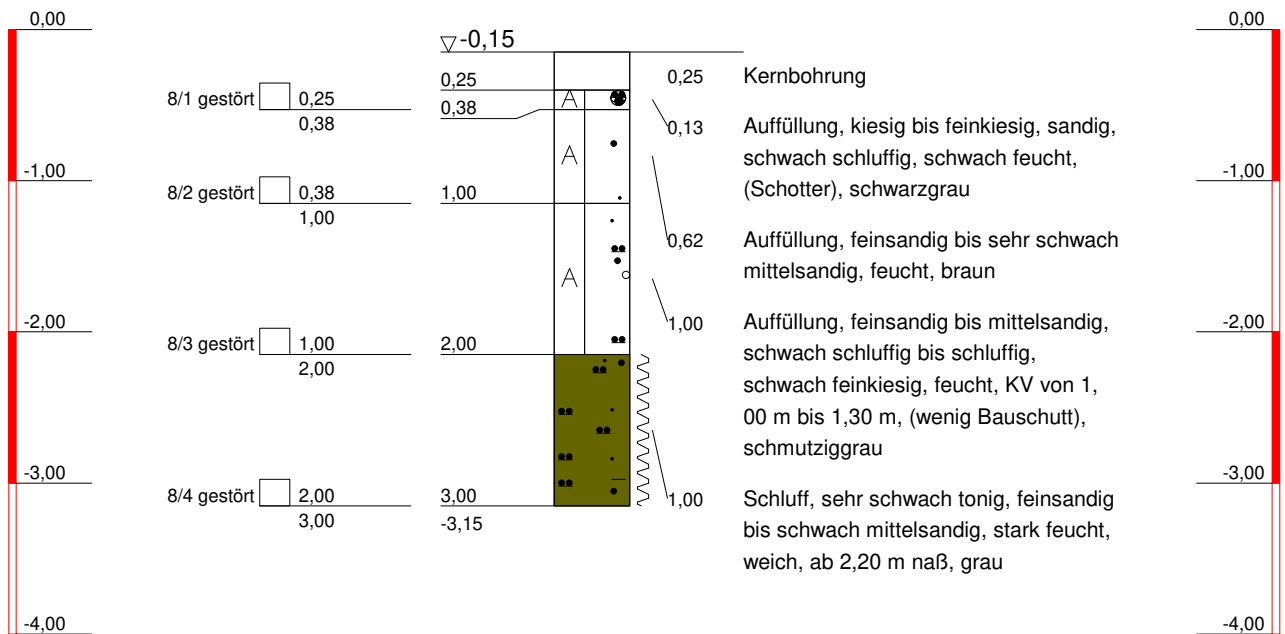 0,00
0,00
-0,15
0,25
0,25 Kernbohrung
8/1 gestört 0,25
0,38
0,38
A
0,13 Auffüllung, kiesig bis feinkiesig, sandig,
schwach schluffig, schwach feucht,
(Schotter), schwarzgrau
A
-1,00
-1,00
8/2 gestört 0,38
1,00
1,00
0,62 Auffüllung, feinsandig bis sehr schwach
mittelsandig, feucht, braun
A
1,00 Auffüllung, feinsandig bis mittelsandig,
schwach schluffig bis schluffig,
schwach feinkiesig, feucht, KV von 1,
00 m bis 1,30 m, (wenig Bauschutt),
schmutziggrau
-2,00
-2,00
8/3 gestört 1,00
2,00
2,00
-3,00
-3,00
8/4 gestört 2,00
3,00
3,00
-3,15
1,00 Schluff, sehr schwach tonig, feinsandig
bis schwach mittelsandig, stark feucht,
weich, ab 2,20 m naß, grau
-4,00
-4,00